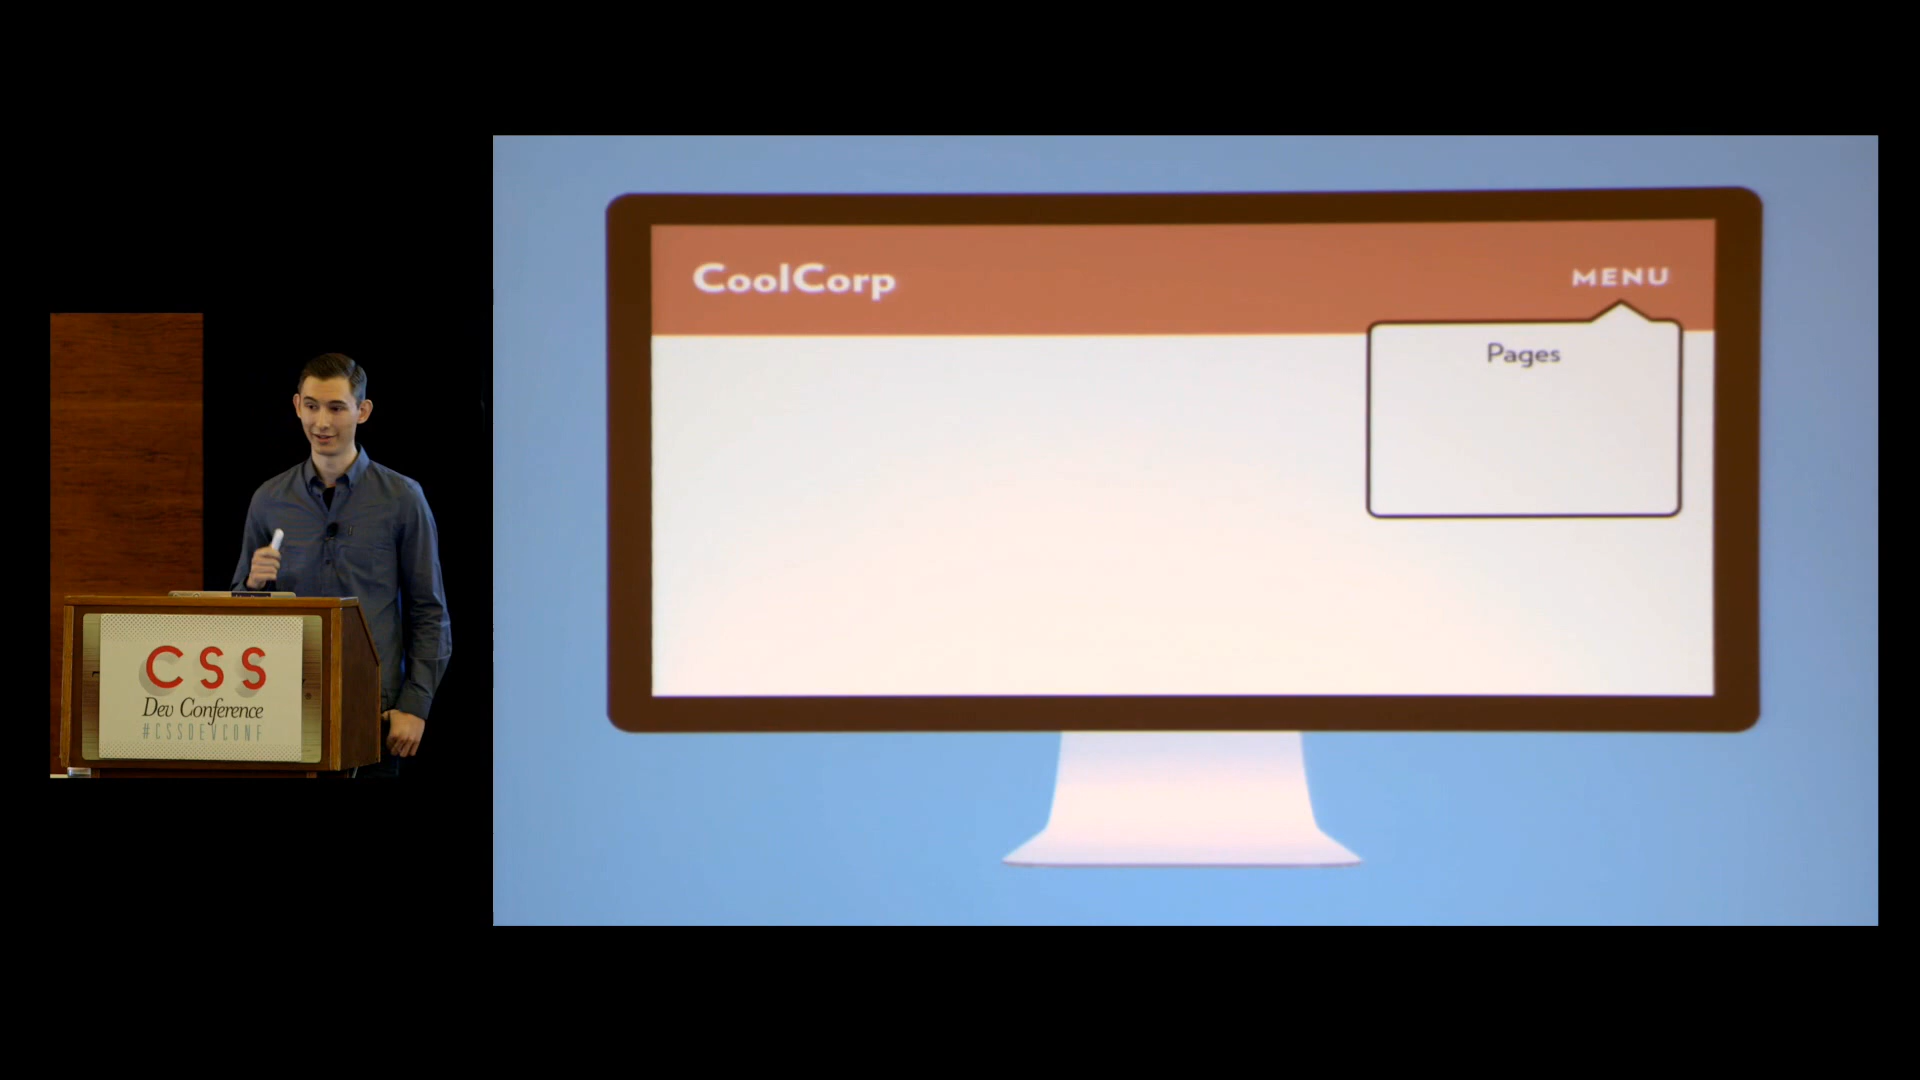 CoolCorp
MENU
Pages
CSS
Dev Conference
#CSSDEVCONF